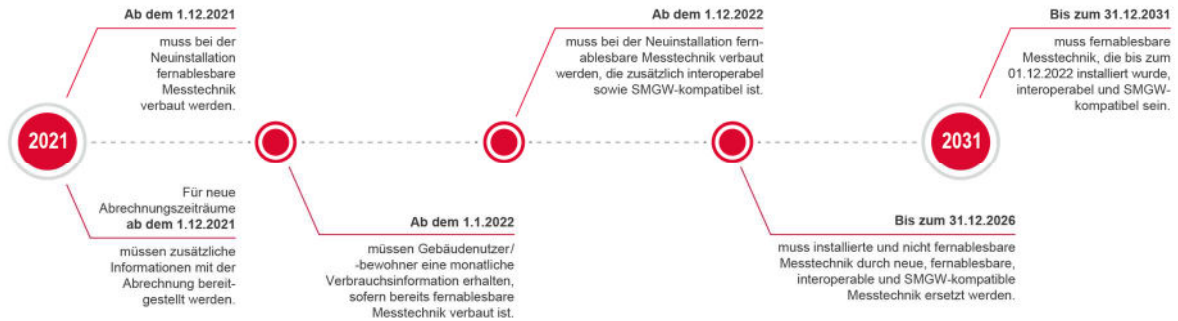 Ab dem 1.12.2021
muss bei der
Neuinstallation
fernablesbare
Messtechnik
verbaut werden.
2021
Für neue
Abrechnungszeiträume
ab dem 1.12.2021
müssen zusätzliche
Informationen mit der
Abrechnung bereit-
gestellt werden.
Ab dem 1.1.2022
müssen Gebäudenutzer/
-bewohner eine monatliche
Verbrauchsinformation erhalten,
sofern bereits fernablesbare
Messtechnik verbaut ist.
Ab dem 1.12.2022
muss bei der Neuinstallation fern-
ablesbare Messtechnik verbaut
werden, die zusätzlich interoperabel
sowie SMGW-kompatibel ist.
Bis zum 31.12.2026
muss installierte und nicht fernablesbare
Messtechnik durch neue, fernablesbare,
interoperable und SMGW-kompatible
Messtechnik ersetzt werden.
Bis zum 31.12.2031
muss fernablesbare
Messtechnik, die bis zum
01.12.2022 installiert wurde,
interoperabel und SMGW-
kompatibel sein.
2031